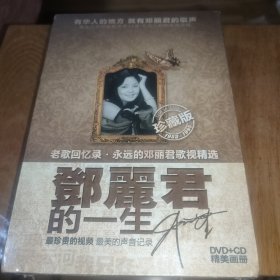 有华人的地方 就有邓丽君的歌声
珍藏版
1953-1995
老歌回忆录·永远的邓丽君歌视精选
鄧麗君
的一生
最珍贵的视频 最美的声音记录
DVD+CD
精美画册